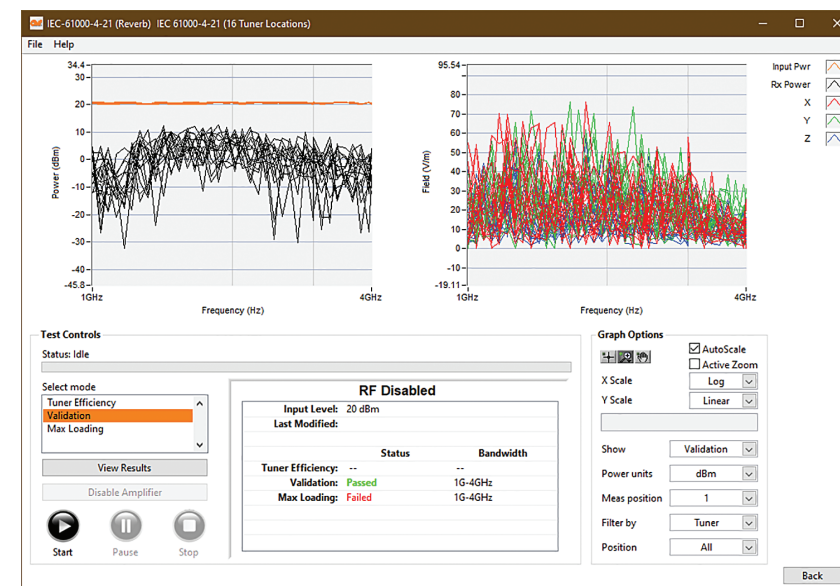 IEC-61000-4-21 (Reverb)  IEC 61000-4-21 (16 Tuner Locations)
File  Help
34.4
30
20
10
0
-10
-20
-30
-40
-45.8
Power (dBm)
1GHz
4GHz
Frequency (Hz)
95.54
80
70
60
50
40
30
20
10
0
-10
-19.11
Field (V/m)
1GHz
4GHz
Frequency (Hz)
Input Pwr
Rx Power
X
Y
Z
Test Controls
Status: Idle
Select mode
Tuner Efficiency
Validation
Max Loading
View Results
Disable Amplifier
Start
Pause
Stop
RF Disabled
Input Level: 20 dBm
Last Modified:
Status Bandwidth
Tuner Efficiency: -- --
Validation: Passed 1G-4GHz
Max Loading: Failed 1G-4GHz
Graph Options
AutoScale
Active Zoom
X Scale Log
Y Scale Linear
Show Validation
Power units dBm
Meas position 1
Filter by Tuner
Position All
Back